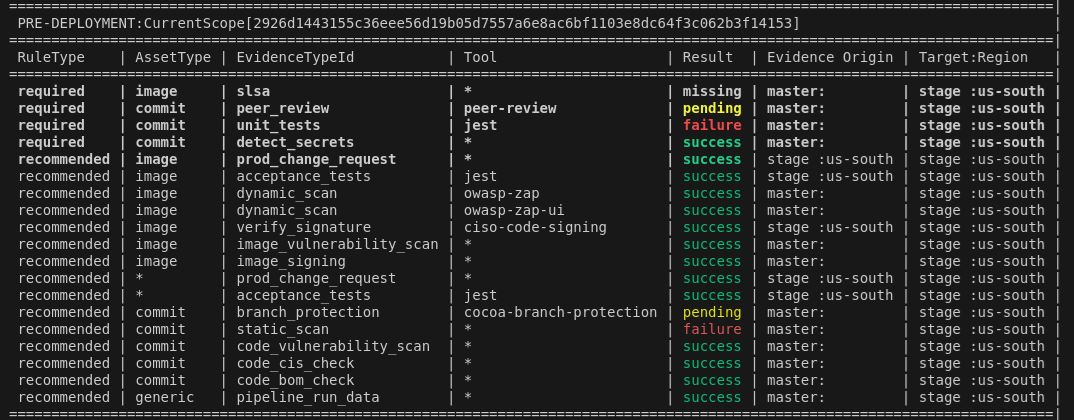 PRE-DEPLOYMENT:CurrentScope[2926d1443155c36eee56d19b05d7557a6e8ac6bf1103e8dc64f3c062b3f14153] |
RuleType | AssetType | EvidenceTypeId | Tool | Result | Evidence Origin | Target:Region |
required | image | slsa | * | missing | master: | stage :us-south |
required | commit | peer_review | peer-review | pending | master: | stage :us-south |
required | commit | unit_tests | jest | failure | master: | stage :us-south |
required | commit | detect_secrets | * | success | master: | stage :us-south |
recommended | image | prod_change_request | * | success | stage :us-south | stage :us-south |
recommended | image | acceptance_tests | jest | success | stage :us-south | stage :us-south |
recommended | image | dynamic_scan | owasp-zap | success | master: | stage :us-south |
recommended | image | dynamic_scan | owasp-zap-ui | success | master: | stage :us-south |
recommended | image | verify_signature | ciso-code-signing | success | stage :us-south | stage :us-south |
recommended | image | image_vulnerability_scan | * | success | master: | stage :us-south |
recommended | image | image_signing | * | success | master: | stage :us-south |
recommended | * | prod_change_request | * | success | stage :us-south | stage :us-south |
recommended | * | acceptance_tests | jest | success | stage :us-south | stage :us-south |
recommended | commit | branch_protection | cocoa-branch-protection | pending | master: | stage :us-south |
recommended | commit | static_scan | * | failure | master: | stage :us-south |
recommended | commit | code_vulnerability_scan | * | success | master: | stage :us-south |
recommended | commit | code_cis_check | * | success | master: | stage :us-south |
recommended | commit | code_bom_check | * | success | master: | stage :us-south |
recommended | generic | pipeline_run_data | * | success | master: | stage :us-south |